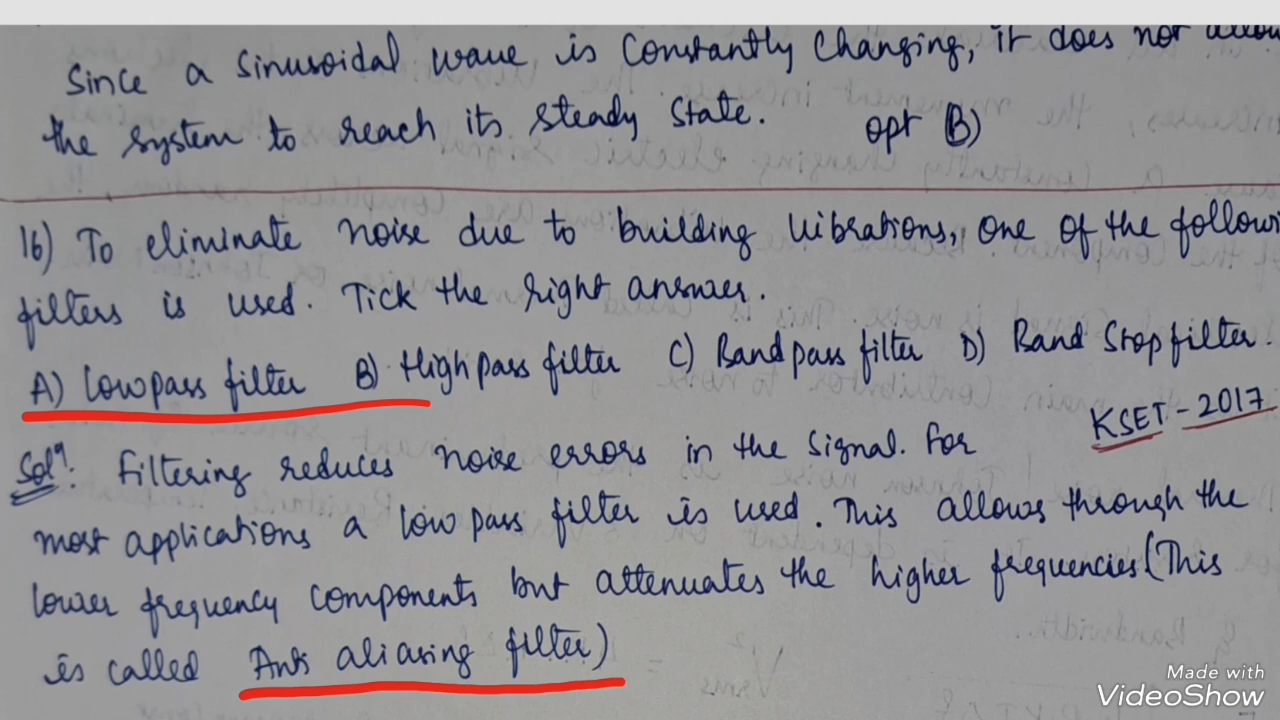 Since a sinusoidal wave is constantly changing, it does not allow
the system to reach its steady state. opt B)
16) To eliminate noise due to building vibrations, one of the follow
filters is used. Tick the right answer.
A) Low pass filter B) High pass filter C) Band pass filter D) Band Stop filter.
KSET - 2017
Solⁿ: Filtering reduces noise errors in the signal. For
most applications a low pass filter is used. This allows through the
lower frequency components but attenuates the higher frequencies (This
is called Anti aliasing filter)
Made with
VideoShow